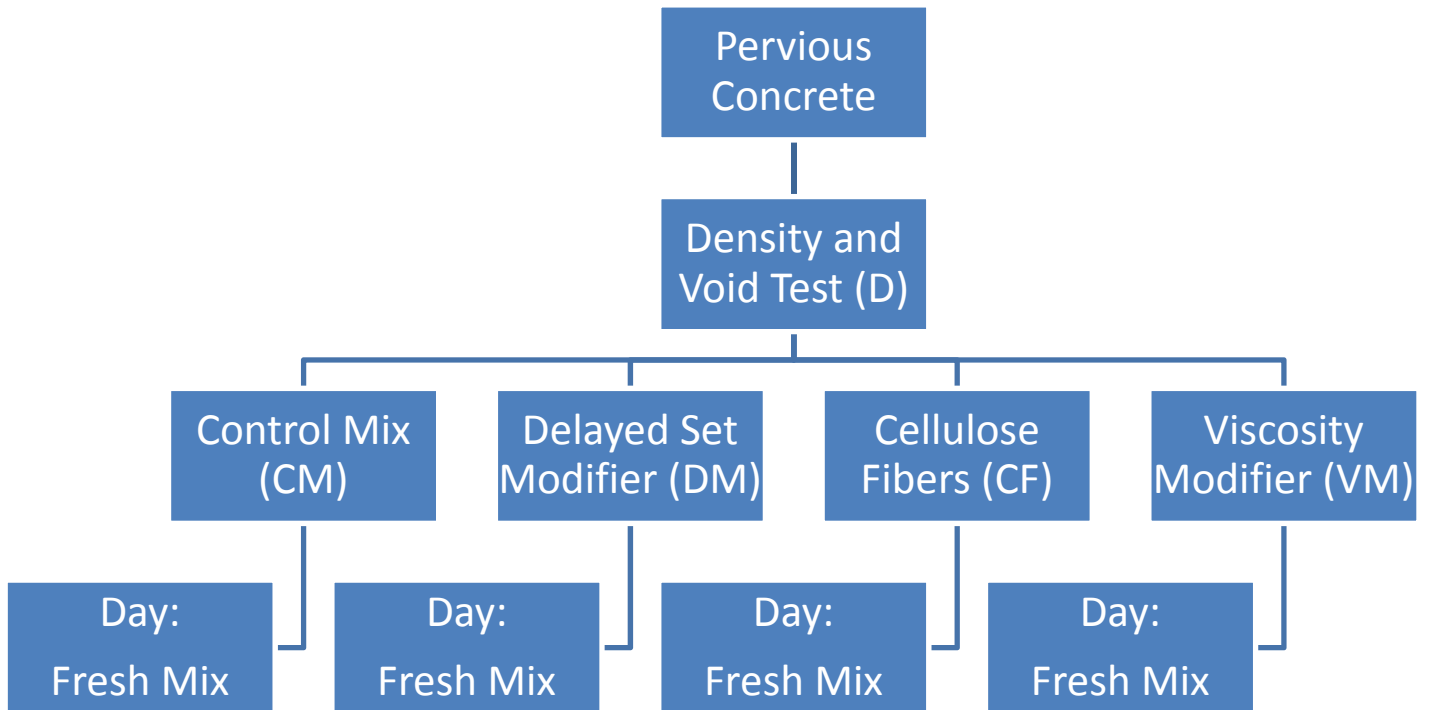 Pervious
Concrete
Density and
Void Test (D)
Control Mix
(CM)
Delayed Set
Modifier (DM)
Cellulose
Fibers (CF)
Viscosity
Modifier (VM)
Day:
Fresh Mix
Day:
Fresh Mix
Day:
Fresh Mix
Day:
Fresh Mix